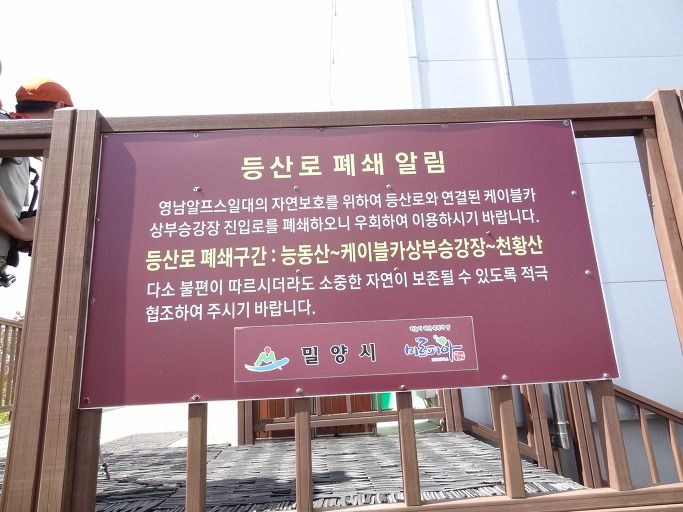 등산로 폐쇄 알림
영남알프스일대의 자연보호를 위하여 등산로와 연결된 케이블카
상부승강장 진입로를 폐쇄하오니 우회하여 이용하시기 바랍니다.
등산로 폐쇄구간 : 능동산~케이블카상부승강장~천황산
다소 불편이 따르시더라도 소중한 자연이 보존될 수 있도록 적극
협조하여 주시기 바랍니다.
밀양시
미르피아